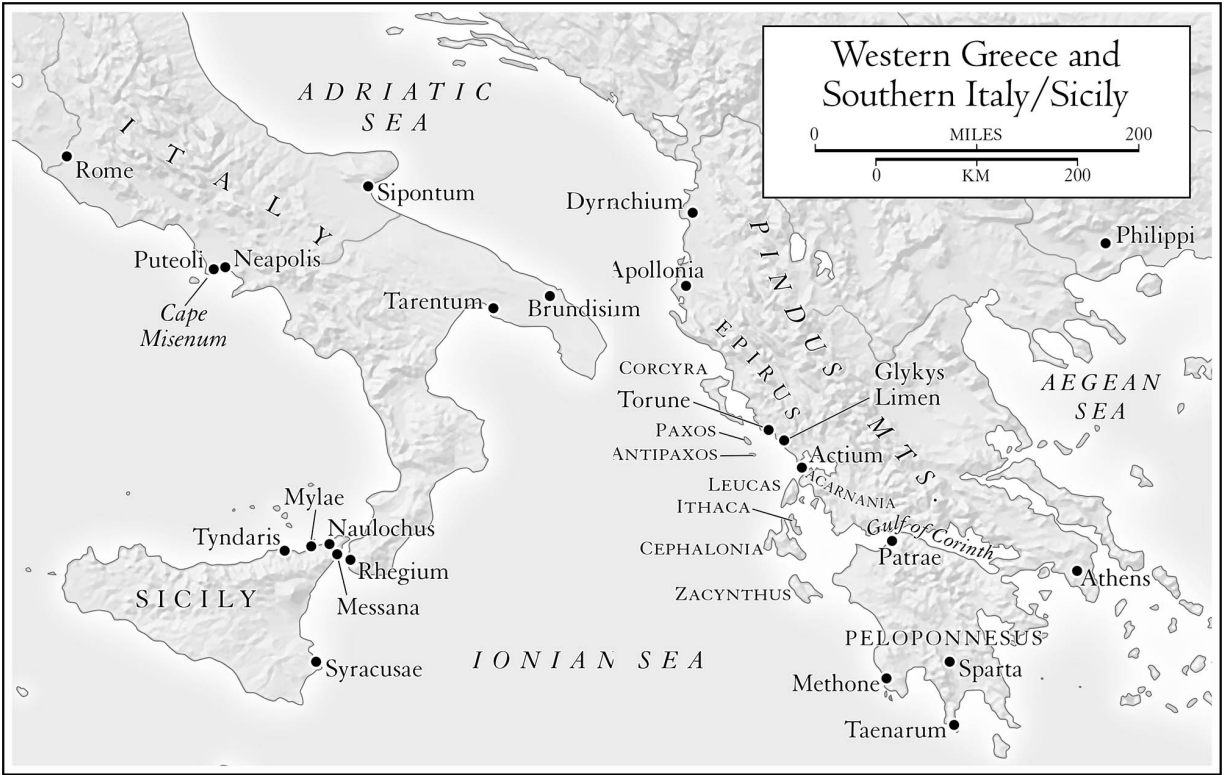 Western Greece and
Southern Italy/Sicily
0 MILES 200
0 KM 200
ADRIATIC
SEA
ITALY
Rome
Sipontum
Dyrnchium
Philippi
Puteoli
Neapolis
Cape
Misenum
Tarentum
Brundisium
Apollonia
PINDUS MTS.
EPIRUS
CORCYRA
Torune
PAXOS
ANTIPAXOS
Glykys
Limen
AEGEAN
SEA
Actium
LEUCAS
ACARNANIA
ITHACA
Gulf of Corinth
CEPHALONIA
Patrae
Athens
ZACYNTHUS
Mylae
Tyndaris
Naulochus
Rhegium
Messana
SICILY
Syracusae
IONIAN SEA
PELOPONNESUS
Sparta
Methone
Taenarum